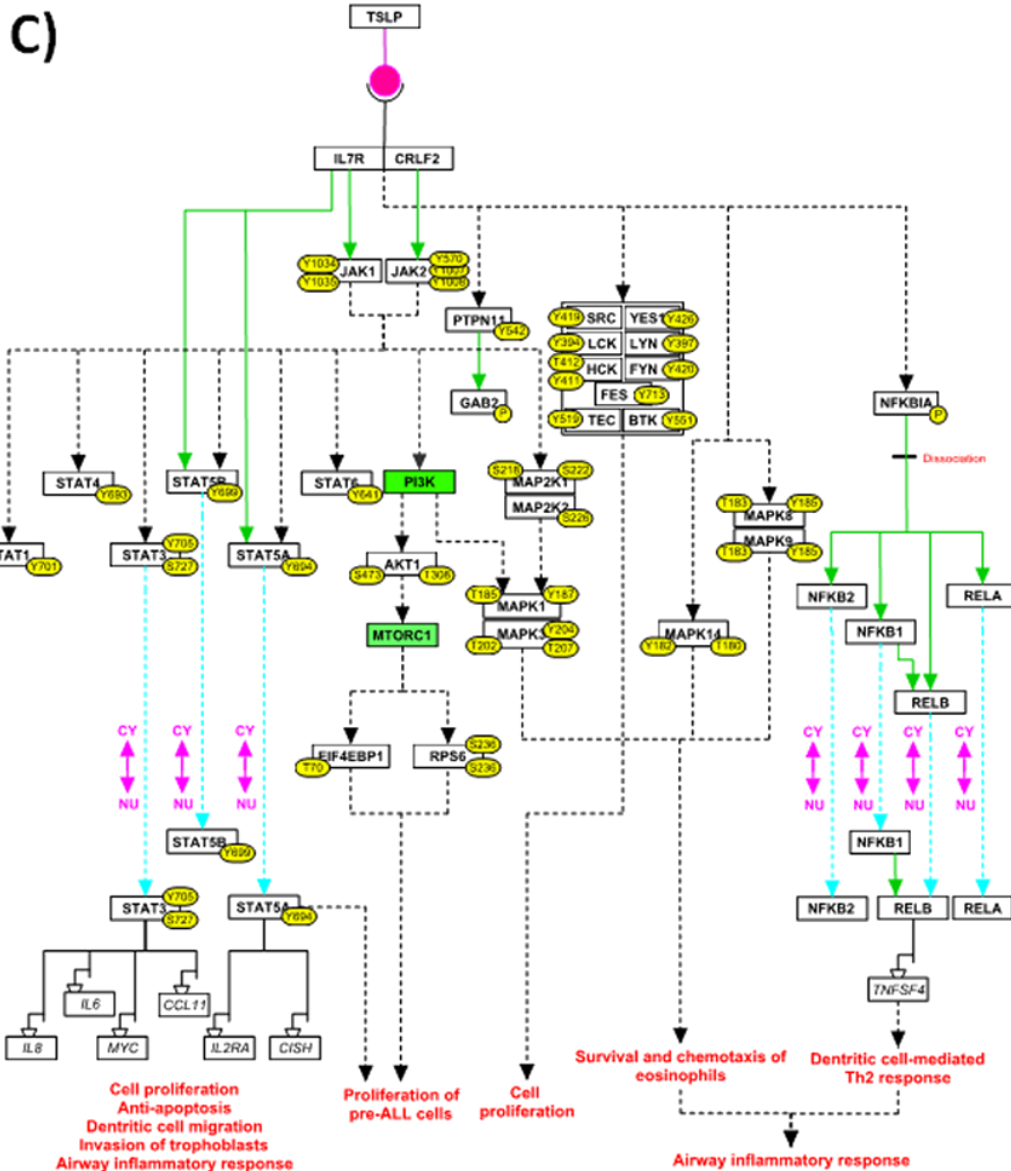 C)
TSLP
IL7R CRLF2
Y1034
Y1035
JAK1
JAK2
Y570
Y1007
Y1008
PTPN11
Y542
GAB2
P
Y419 SRC YES1 Y426
Y394 LCK LYN Y397
T412
Y411
HCK FYN Y420
FES Y713
Y519 TEC BTK Y551
NFKBIA
P
Dissociation
STAT4
Y693
STAT5B
Y699
STAT6
Y641
PI3K
S218 S222
MAP2K1
MAP2K2
S226
T183 Y185
MAPK8
MAPK9
T183 Y185
TAT1
Y701
STAT3
Y705
S727
STAT5A
Y694
AKT1
S473 T308
T185 Y187
MAPK1
MAPK3
Y204
T202 T207
MTORC1
MAPK14
Y182 T180
NFKB2
RELA
NFKB1
RELB
CY CY CY
NU NU NU
EIF4EBP1
T70
RPS6
S236
S236
CY CY CY CY
NU NU NU NU
STAT5B
Y699
NFKB1
STAT3
Y705
S727
STAT5A
Y694
NFKB2 RELB RELA
IL6 CCL11
TNFSF4
IL8 MYC IL2RA CISH
Cell proliferation
Anti-apoptosis
Dentritic cell migration
Invasion of trophoblasts
Airway inflammatory response
Proliferation of
pre-ALL cells
Cell
proliferation
Survival and chemotaxis of
eosinophils
Dentritic cell-mediated
Th2 response
Airway inflammatory response